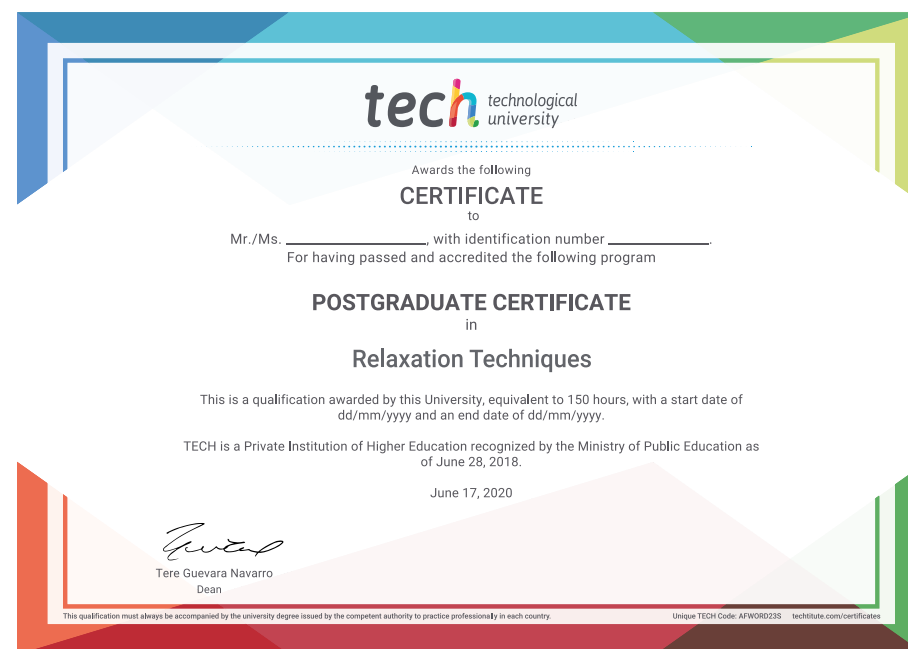 tech technological
university
Awards the following
CERTIFICATE
to
Mr./Ms. ____________, with identification number ____________.
For having passed and accredited the following program
POSTGRADUATE CERTIFICATE
in
Relaxation Techniques
This is a qualification awarded by this University, equivalent to 150 hours, with a start date of
dd/mm/yyyy and an end date of dd/mm/yyyy.
TECH is a Private Institution of Higher Education recognized by the Ministry of Public Education as
of June 28, 2018.
June 17, 2020
Tere Guevara Navarro
Dean
This qualification must always be accompanied by the university degree issued by the competent authority to practice professionally in each country. Unique TECH Code: AFWORD23S techtitute.com/certificates